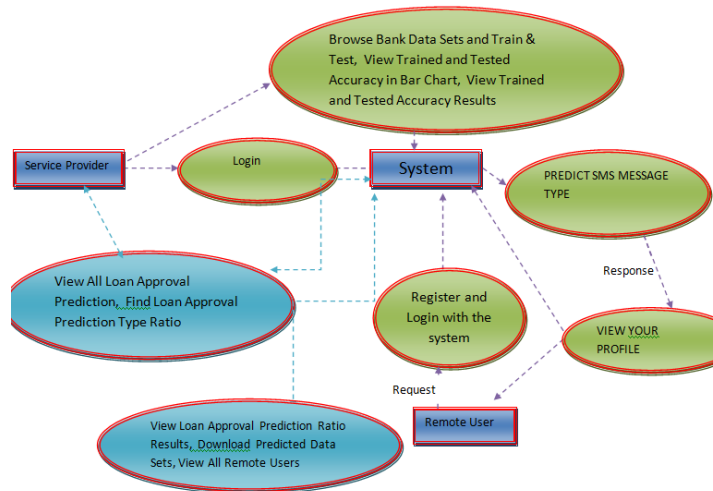 Browse Bank Data Sets and Train &
Test, View Trained and Tested
Accuracy in Bar Chart, View Trained
and Tested Accuracy Results
Service Provider
Login
System
PREDICT SMS MESSAGE
TYPE
Response
View All Loan Approval
Prediction, Find Loan Approval
Prediction Type Ratio
Register and
Login with the
system
VIEW YOUR
PROFILE
Request
Remote User
View Loan Approval Prediction Ratio
Results, Download Predicted Data
Sets, View All Remote Users